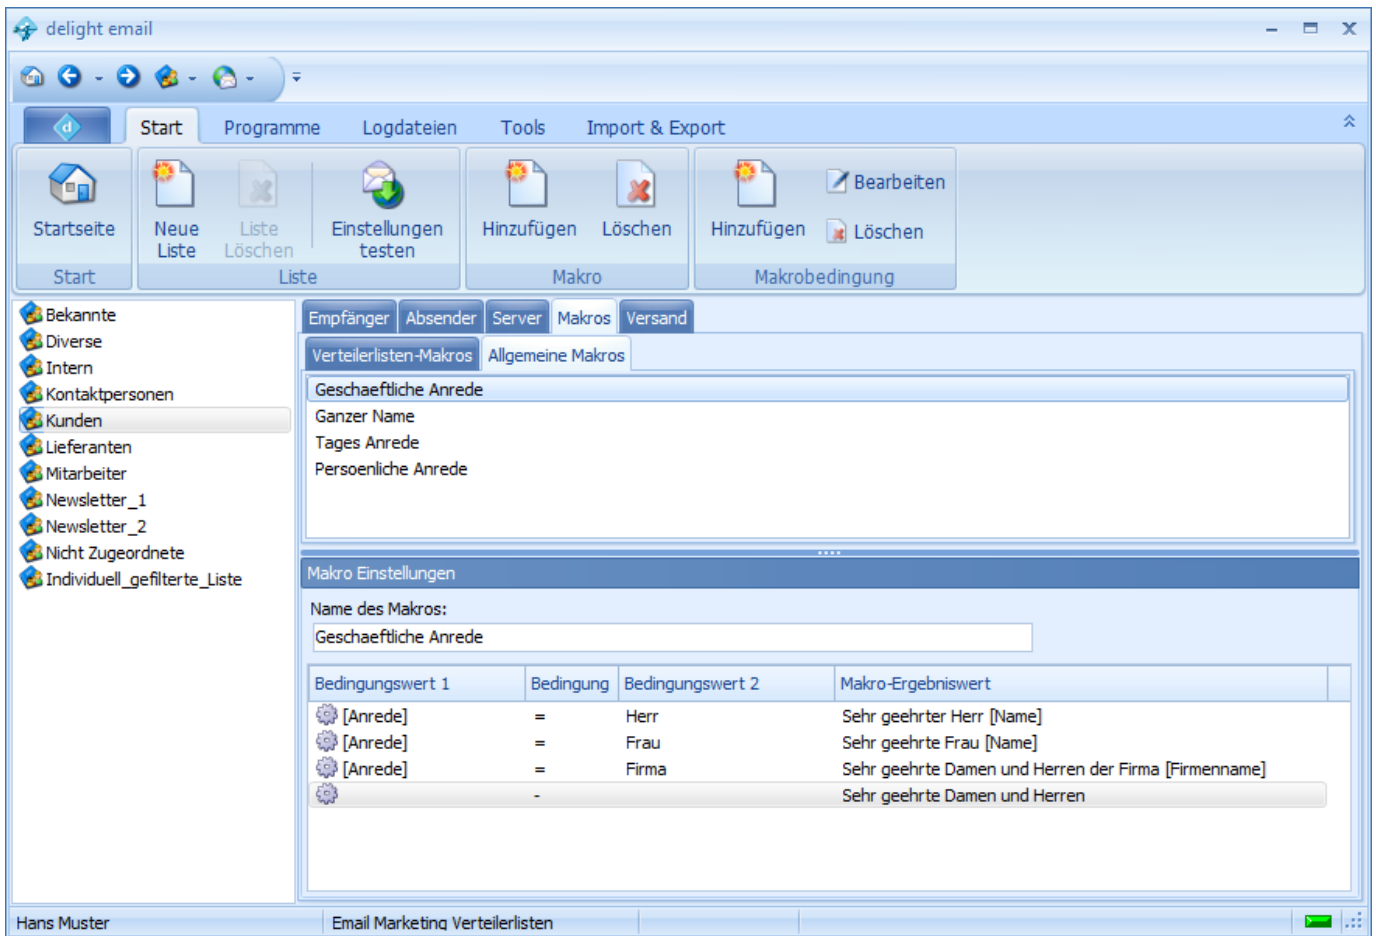 delight email
d
Start Programme Logdateien Tools Import & Export
Startseite
Neue Liste
Liste Löschen
Einstellungen testen
Hinzufügen
Löschen
Hinzufügen
Bearbeiten
Löschen
Start Liste Makro Makrobedingung
Bekannte
Diverse
Intern
Kontaktpersonen
Kunden
Lieferanten
Mitarbeiter
Newsletter_1
Newsletter_2
Nicht Zugeordnete
Individuell_gefilterte_Liste
Empfänger Absender Server Makros Versand
Verteilerlisten-Makros Allgemeine Makros
Geschaeftliche Anrede
Ganzer Name
Tages Anrede
Persoenliche Anrede
Makro Einstellungen
Name des Makros:
Geschaeftliche Anrede
Bedingungswert 1 Bedingung Bedingungswert 2 Makro-Ergebniswert
[Anrede] = Herr Sehr geehrter Herr [Name]
[Anrede] = Frau Sehr geehrte Frau [Name]
[Anrede] = Firma Sehr geehrte Damen und Herren der Firma [Firmenname]
- Sehr geehrte Damen und Herren
Hans Muster Email Marketing Verteilerlisten